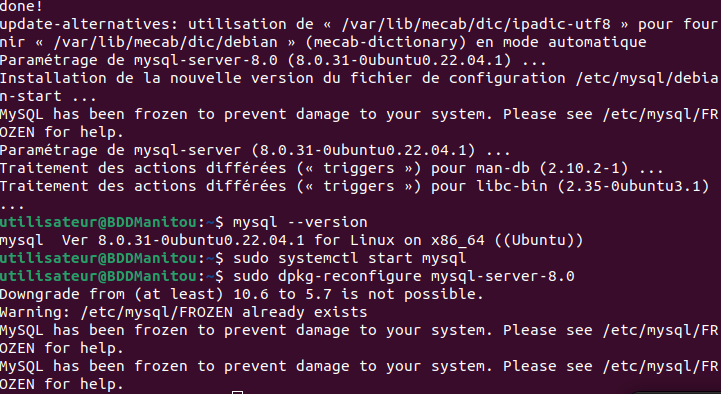 done!
update-alternatives: utilisation de « /var/lib/mecab/dic/ipadic-utf8 » pour four
nir « /var/lib/mecab/dic/debian » (mecab-dictionary) en mode automatique
Paramétrage de mysql-server-8.0 (8.0.31-0ubuntu0.22.04.1) ...
Installation de la nouvelle version du fichier de configuration /etc/mysql/debia
n-start ...
MySQL has been frozen to prevent damage to your system. Please see /etc/mysql/FR
OZEN for help.
Paramétrage de mysql-server (8.0.31-0ubuntu0.22.04.1) ...
Traitement des actions différées (« triggers ») pour man-db (2.10.2-1) ...
Traitement des actions différées (« triggers ») pour libc-bin (2.35-0ubuntu3.1)
...
utilisateur@BDDManitou:~$ mysql --version
mysql  Ver 8.0.31-0ubuntu0.22.04.1 for Linux on x86_64 ((Ubuntu))
utilisateur@BDDManitou:~$ sudo systemctl start mysql
utilisateur@BDDManitou:~$ sudo dpkg-reconfigure mysql-server-8.0
Downgrade from (at least) 10.6 to 5.7 is not possible.
Warning: /etc/mysql/FROZEN already exists
MySQL has been frozen to prevent damage to your system. Please see /etc/mysql/FR
OZEN for help.
MySQL has been frozen to prevent damage to your system. Please see /etc/mysql/FR
OZEN for help.